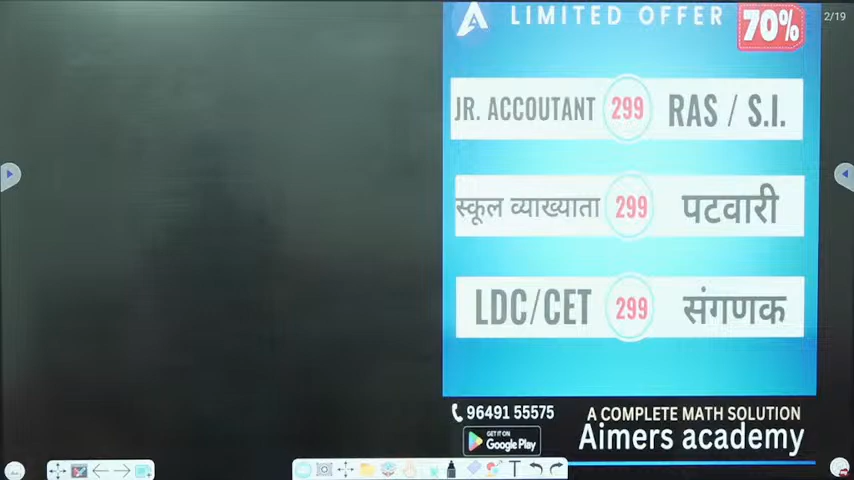 LIMITED OFFER
70%
2/19
JR. ACCOUTANT 299 RAS / S.I.
स्कूल व्याख्याता 299 पटवारी
LDC/CET 299 संगणक
96491 55575
A COMPLETE MATH SOLUTION
GET IT ON
Google Play
Aimers academy
T